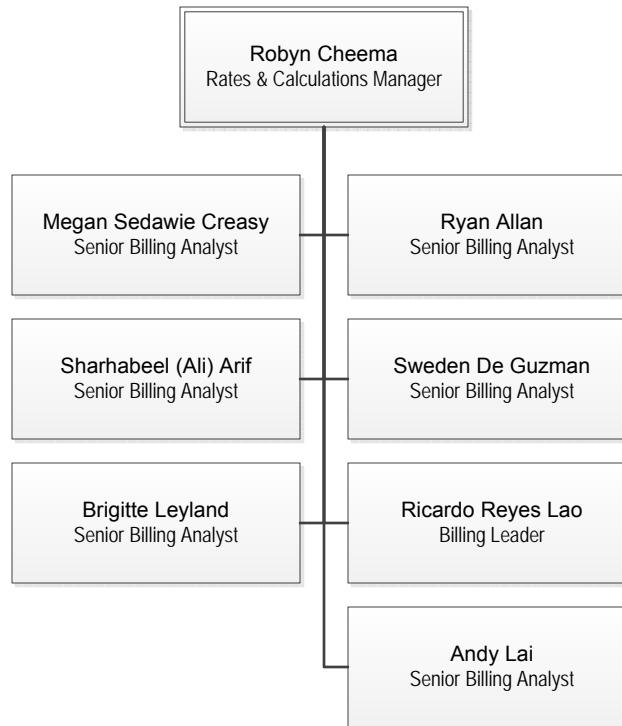 Robyn Cheema
Rates & Calculations Manager
Megan Sedawie Creasy
Senior Billing Analyst
Ryan Allan
Senior Billing Analyst
Sharhabeel (Ali) Arif
Senior Billing Analyst
Sweden De Guzman
Senior Billing Analyst
Brigitte Leyland
Senior Billing Analyst
Ricardo Reyes Lao
Billing Leader
Andy Lai
Senior Billing Analyst